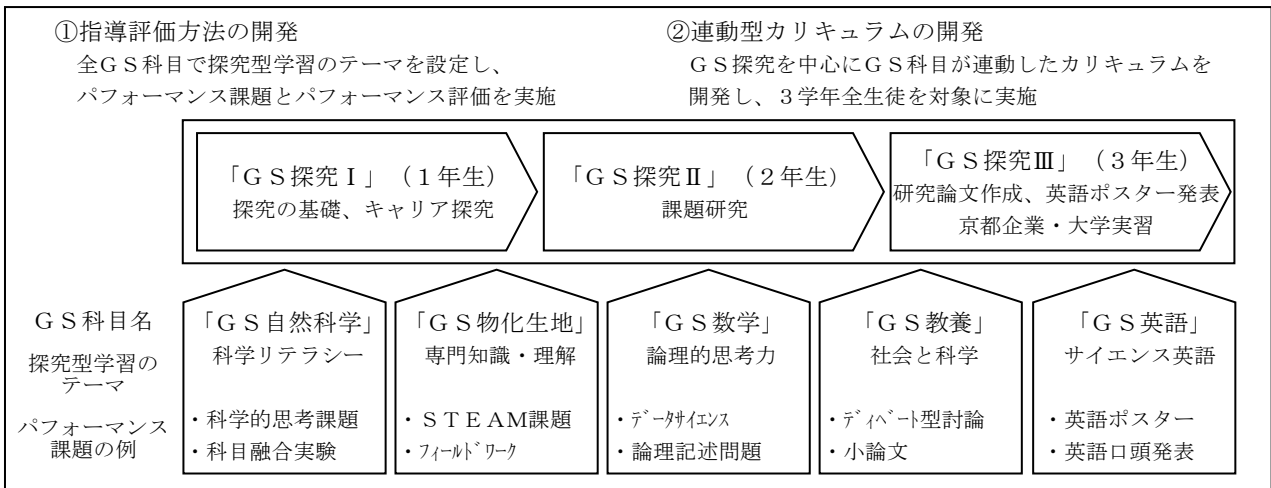 ①指導評価方法の開発
全ＧＳ科目で探究型学習のテーマを設定し、
パフォーマンス課題とパフォーマンス評価を実施
②連動型カリキュラムの開発
ＧＳ探究を中心にＧＳ科目が連動したカリキュラムを
開発し、３学年全生徒を対象に実施
「ＧＳ探究Ⅰ」（１年生）
探究の基礎、キャリア探究
「ＧＳ探究Ⅱ」（２年生）
課題研究
「ＧＳ探究Ⅲ」（３年生）
研究論文作成、英語ポスター発表
京都企業・大学実習
ＧＳ科目名
「ＧＳ自然科学」
「ＧＳ物化生地」
「ＧＳ数学」
「ＧＳ教養」
「ＧＳ英語」
探究型学習の
テーマ
科学リテラシー
専門知識・理解
論理的思考力
社会と科学
サイエンス英語
パフォーマンス
課題の例
・科学的思考課題
・科目融合実験
・ＳＴＥＡＭ課題
・ﾌｨｰﾙﾄﾞﾜｰｸ
・ﾃﾞｰﾀｻｲｴﾝｽ
・論理記述問題
・ﾃﾞｨﾍﾞｰﾄ型討論
・小論文
・英語ポスター
・英語口頭発表